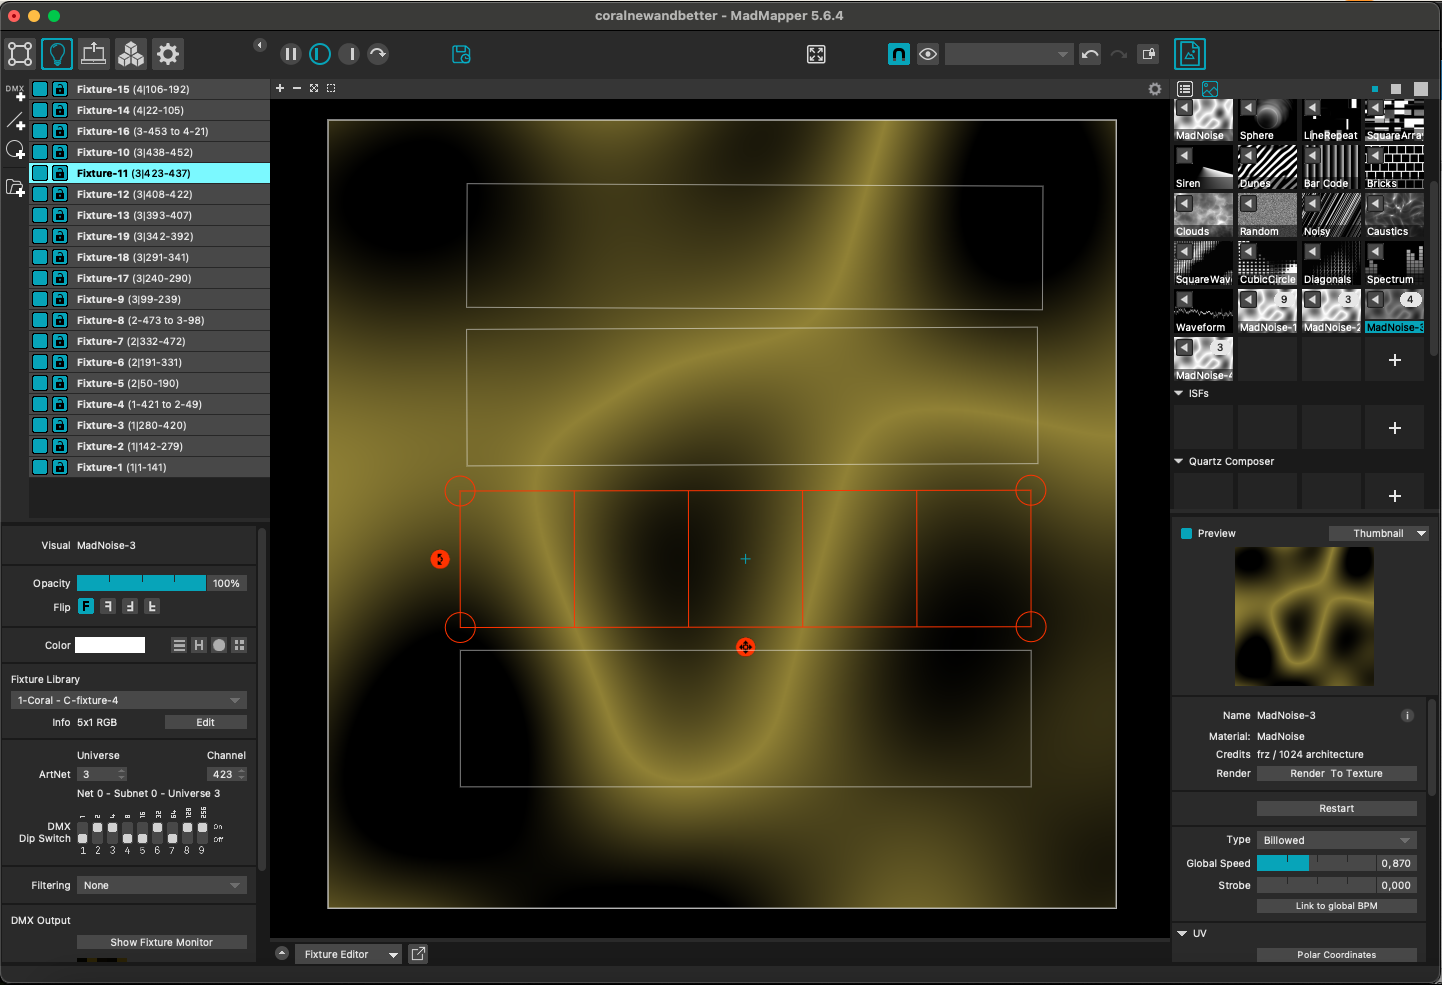 coralnewandbetter - MadMapper 5.6.4
DMX
Fixture-15 (4|106-192)
Fixture-14 (4|22-105)
Fixture-16 (3-453 to 4-21)
Fixture-10 (3|438-452)
Fixture-11 (3|423-437)
Fixture-12 (3|408-422)
Fixture-13 (3|393-407)
Fixture-19 (3|342-392)
Fixture-18 (3|291-341)
Fixture-17 (3|240-290)
Fixture-9 (3|99-239)
Fixture-8 (2-473 to 3-98)
Fixture-7 (2|332-472)
Fixture-6 (2|191-331)
Fixture-5 (2|50-190)
Fixture-4 (1-421 to 2-49)
Fixture-3 (1|280-420)
Fixture-2 (1|142-279)
Fixture-1 (1|1-141)
Visual MadNoise-3
Opacity 100%
Flip F F F F
Color H
Fixture Library
1-Coral - C-fixture-4
Info 5x1 RGB Edit
Universe Channel
ArtNet 3 423
Net 0 - Subnet 0 - Universe 3
1 2 4 8 16 32 64 128 256
DMX On
Dip Switch Off
1 2 3 4 5 6 7 8 9
Filtering None
DMX Output
Show Fixture Monitor
Fixture Editor
MadNoise Sphere LineRepeat SquareArra
Siren Dunes Bar Code Bricks
Clouds Random Noisy Caustics
SquareWav CubicCircle Diagonals Spectrum
9 3 4
Waveform MadNoise-1 MadNoise-2 MadNoise-3
3
MadNoise-4
ISFs
Quartz Composer
Preview Thumbnail
Name MadNoise-3 i
Material: MadNoise
Credits frz / 1024 architecture
Render Render To Texture
Restart
Type Billowed
Global Speed 0,870
Strobe 0,000
Link to global BPM
UV
Polar Coordinates